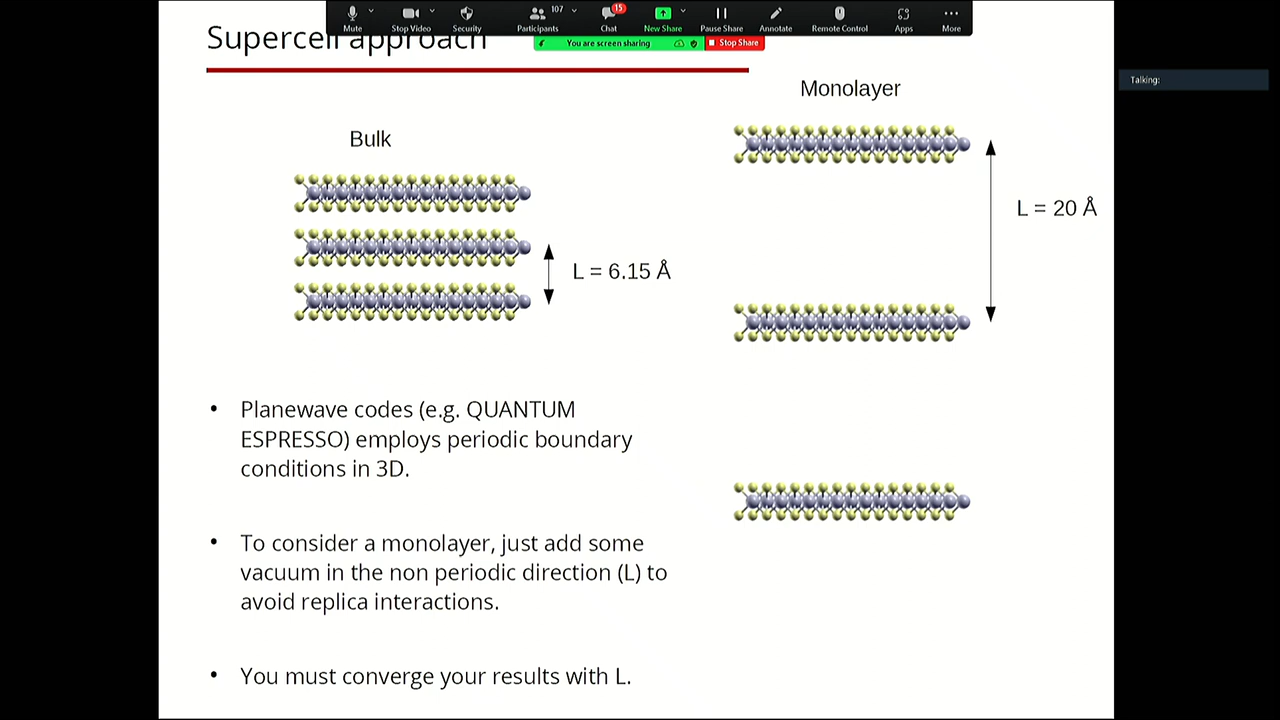 Mute
Stop Video
Security
107
Participants
15
Chat
New Share
Pause Share
Annotate
Remote Control
Apps
More
You are screen sharing
Stop Share
Talking:
Supercell approach
Monolayer
Bulk
L = 20 Å
L = 6.15 Å
• Planewave codes (e.g. QUANTUM
ESPRESSO) employs periodic boundary
conditions in 3D.
• To consider a monolayer, just add some
vacuum in the non periodic direction (L) to
avoid replica interactions.
• You must converge your results with L.